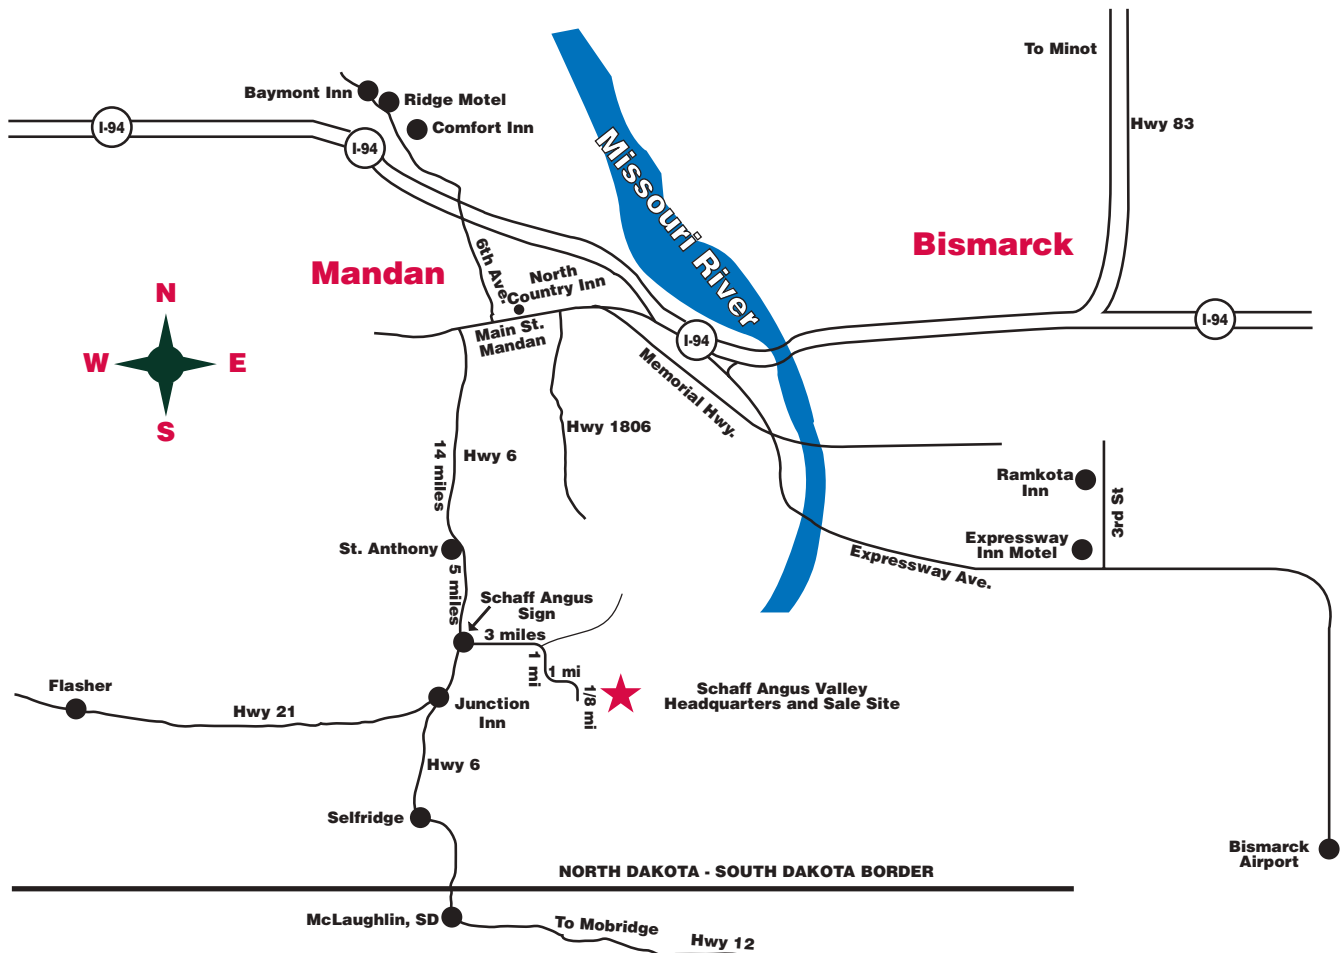 To Minot
Baymont Inn
Ridge Motel
Comfort Inn
I-94
I-94
Hwy 83
Missouri River
Bismarck
Mandan
6th Ave.
North
Country Inn
N
W
E
S
Main St.
Mandan
I-94
I-94
Memorial Hwy.
Hwy 1806
14 miles
Hwy 6
Ramkota
Inn
3rd St
Expressway
Inn Motel
St. Anthony
Expressway Ave.
5 miles
Schaff Angus
Sign
3 miles
1 mi
1 mi
1/8 mi
Schaff Angus Valley
Headquarters and Sale Site
Flasher
Hwy 21
Junction
Inn
Hwy 6
Selfridge
Bismarck
Airport
NORTH DAKOTA - SOUTH DAKOTA BORDER
McLaughlin, SD
To Mobridge
Hwy 12